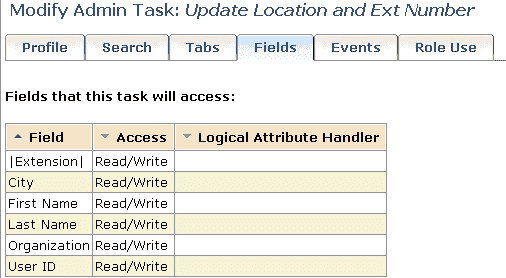 Modify Admin Task: Update Location and Ext Number
Profile Search Tabs Fields Events Role Use
Fields that this task will access:
Field Access Logical Attribute Handler
|Extension| Read/Write
City Read/Write
First Name Read/Write
Last Name Read/Write
Organization Read/Write
User ID Read/Write